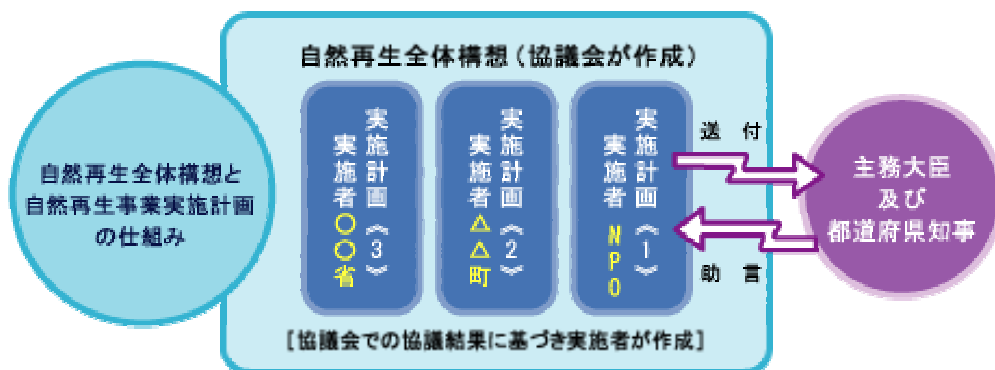 自然再生全体構想と
自然再生事業実施計画
の仕組み
自然再生全体構想(協議会が作成)
実施計画《1》
実施者 NPO
実施計画《2》
実施者 △△町
実施計画《3》
実施者 〇〇省
[協議会での協議結果に基づき実施者が作成]
送 付
助 言
主務大臣
及び
都道府県知事